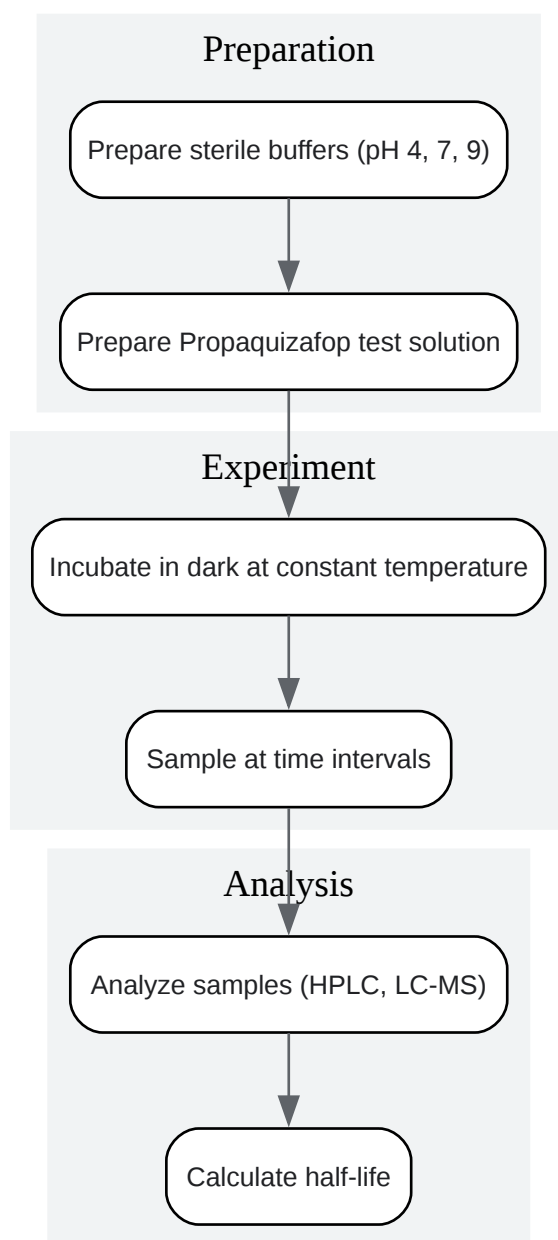 Preparation
Prepare sterile buffers (pH 4, 7, 9)
Prepare Propaquizafop test solution
Experiment
Incubate in dark at constant temperature
Sample at time intervals
Analysis
Analyze samples (HPLC, LC-MS)
Calculate half-life